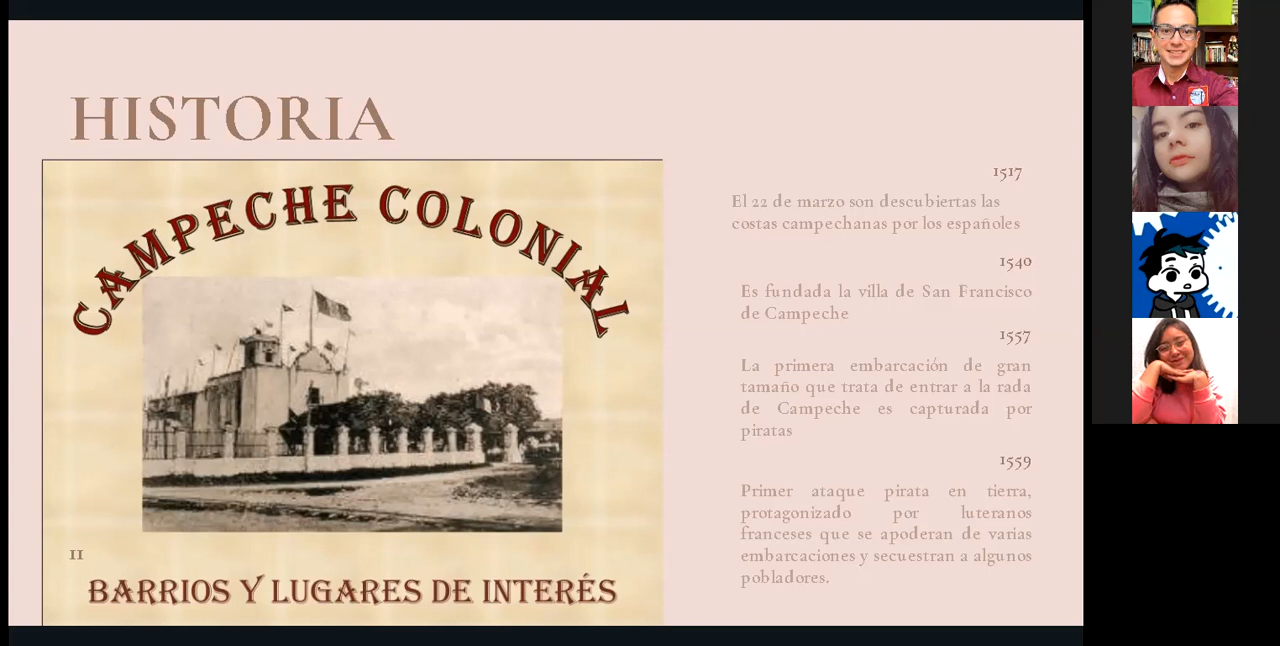 HISTORIA
CAMPECHE COLONIAL
II
BARRIOS Y LUGARES DE INTERÉS
1517
El 22 de marzo son descubiertas las
costas campechanas por los españoles
1540
Es fundada la villa de San Francisco
de Campeche
1557
La primera embarcación de gran
tamaño que trata de entrar a la rada
de Campeche es capturada por
piratas
1559
Primer ataque pirata en tierra,
protagonizado por luteranos
franceses que se apoderan de varias
embarcaciones y secuestran a algunos
pobladores.